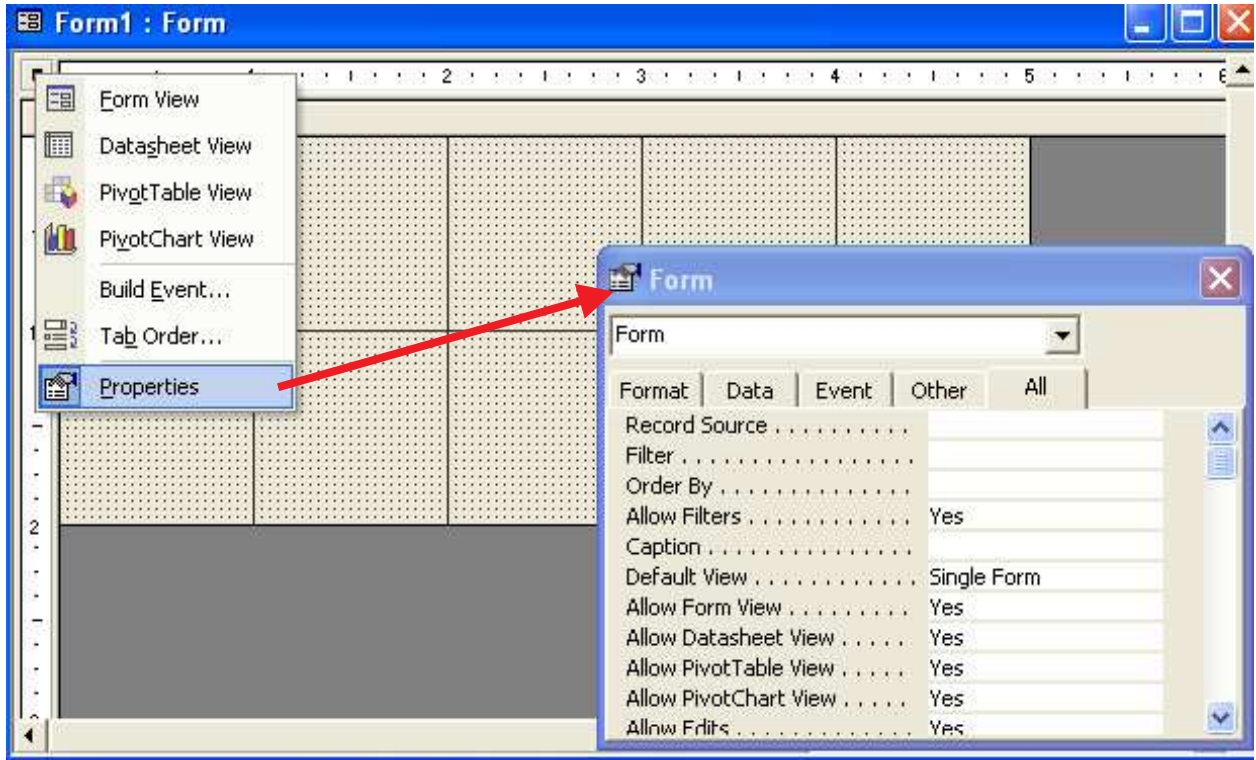 Form1 : Form
2 3 4 5 6
Form View
Datasheet View
PivotTable View
PivotChart View
Build Event...
1 Tab Order...
Properties
2
Form
Form
Format Data Event Other All
Record Source . . . . . . . . . .
Filter . . . . . . . . . . . . . . . . .
Order By . . . . . . . . . . . . . .
Allow Filters . . . . . . . . . . . . Yes
Caption . . . . . . . . . . . . . . . .
Default View . . . . . . . . . . . . Single Form
Allow Form View . . . . . . . . . Yes
Allow Datasheet View . . . . . Yes
Allow PivotTable View . . . . . Yes
Allow PivotChart View . . . . . Yes
Allow Edits . . . . . . . . . . . . . Yes